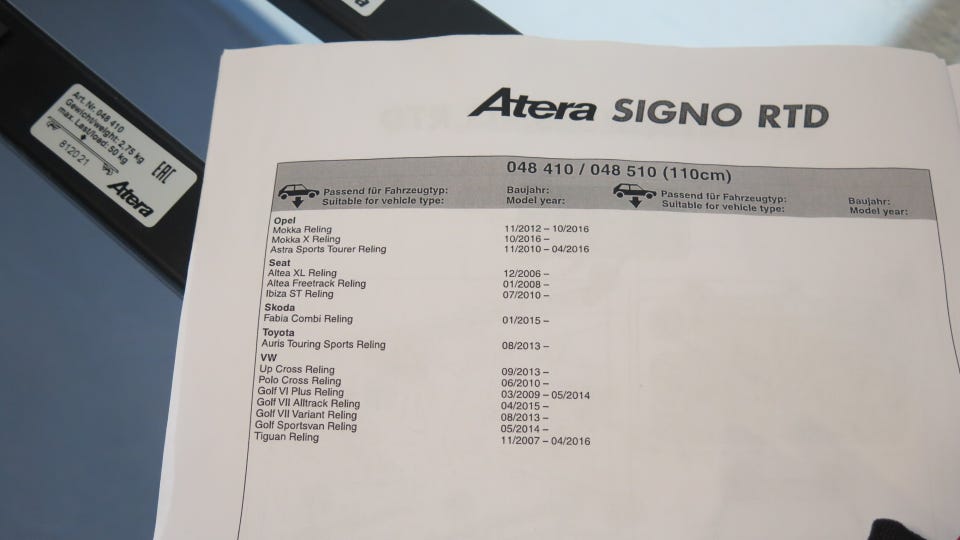 Art. Nr. 048 410
Gewicht/weight: 2,75 kg
max. Last/load: 50 kg
8120 21
EAC
Atera
Atera SIGNO RTD
048 410 / 048 510 (110cm)
Passend für Fahrzeugtyp: Baujahr: Passend für Fahrzeugtyp: Baujahr:
Suitable for vehicle type: Model year: Suitable for vehicle type: Model year:
Opel
Mokka Reling 11/2012 – 10/2016
Mokka X Reling 10/2016 –
Astra Sports Tourer Reling 11/2010 – 04/2016
Seat
Altea XL Reling 12/2006 –
Altea Freetrack Reling 01/2008 –
Ibiza ST Reling 07/2010 –
Skoda
Fabia Combi Reling 01/2015 –
Toyota
Auris Touring Sports Reling 08/2013 –
VW
Up Cross Reling 09/2013 –
Polo Cross Reling 06/2010 –
Golf VI Plus Reling 03/2009 – 05/2014
Golf VII Alltrack Reling 04/2015 –
Golf VII Variant Reling 08/2013 –
Golf Sportsvan Reling 05/2014 –
Tiguan Reling 11/2007 – 04/2016